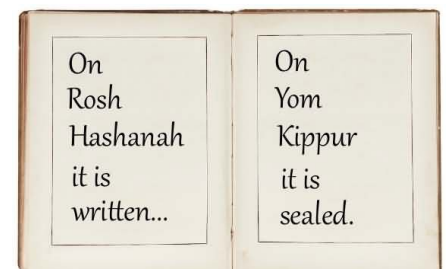 On
Rosh
Hashanah
it is
written...
On
Yom
Kippur
it is
sealed.